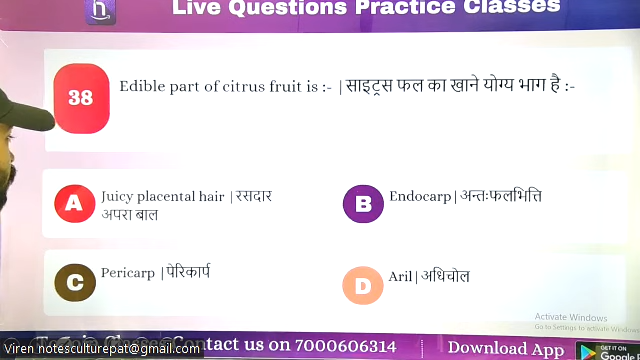 Live Questions Practice Classes
38
Edible part of citrus fruit is :- | साइट्रस फल का खाने योग्य भाग है :-
A
Juicy placental hair | रसदार
अपरा बाल
B
Endocarp | अन्तःफलभित्ति
C
Pericarp | पेरिकार्प
D
Aril | अधिचोल
Activate Windows
Go to Settings to activate Windows.
Viren.notesculturepat@gmail.com
Contact us on 7000606314
Download App
GET IT ON
Google Play